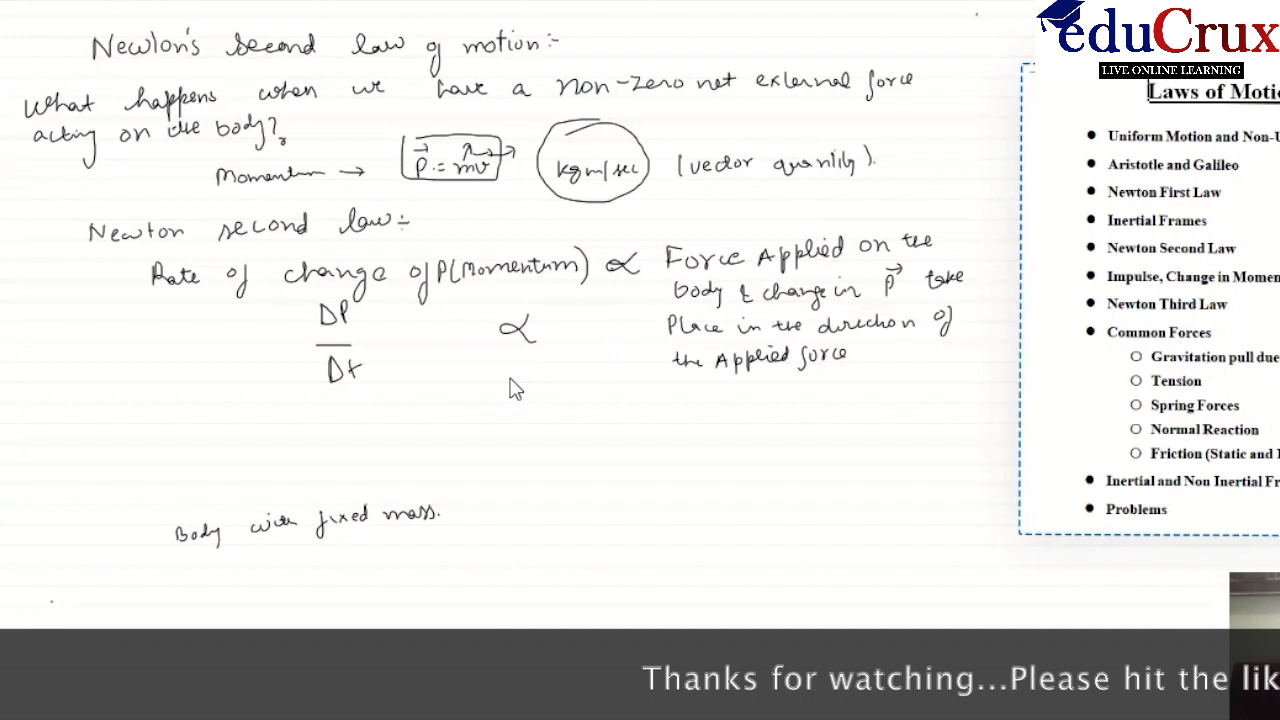 Newton's second law of motion :-
What happens when we have a non-zero net external force
acting on the body?
Momentum → P⃗ = mv⃗ kgm/sec (vector quantity).
Newton second law :-
Rate of change of P(Momentum) ∝ Force Applied on the
body & change in P⃗ take
ΔP/Δt ∝ Place in the direction of
the Applied force
Body with fixed mass.
eduCrux
LIVE ONLINE LEARNING
Laws of Motio
● Uniform Motion and Non-U
● Aristotle and Galileo
● Newton First Law
● Inertial Frames
● Newton Second Law
● Impulse, Change in Momen
● Newton Third Law
● Common Forces
○ Gravitation pull due
○ Tension
○ Spring Forces
○ Normal Reaction
○ Friction (Static and
● Inertial and Non Inertial Fr
● Problems
Thanks for watching...Please hit the lik